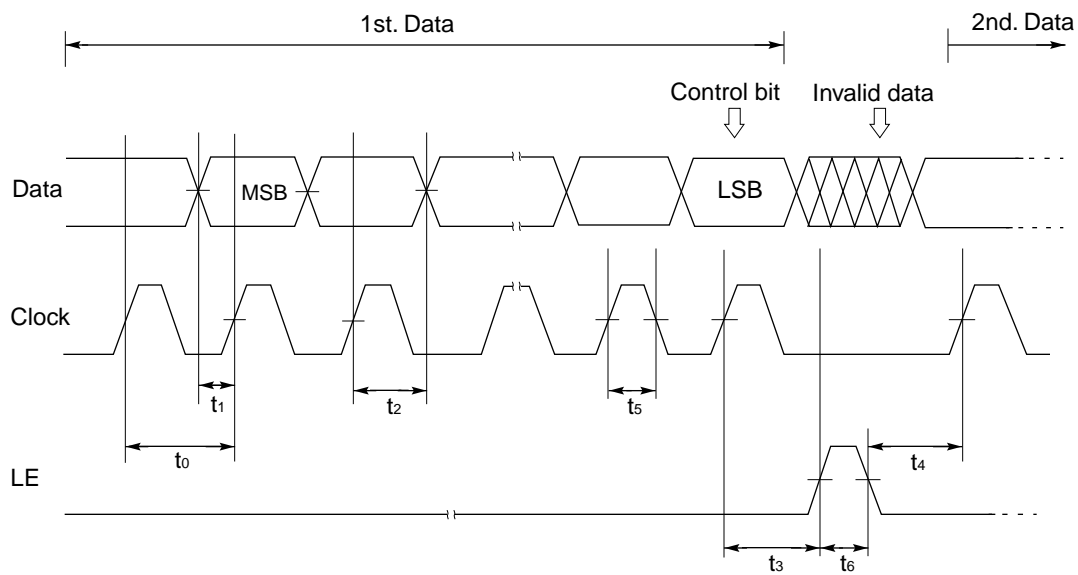 1st. Data
2nd. Data
Control bit
Invalid data
Data
MSB
LSB
Clock
t1
t2
t5
t0
t4
LE
t3
t6